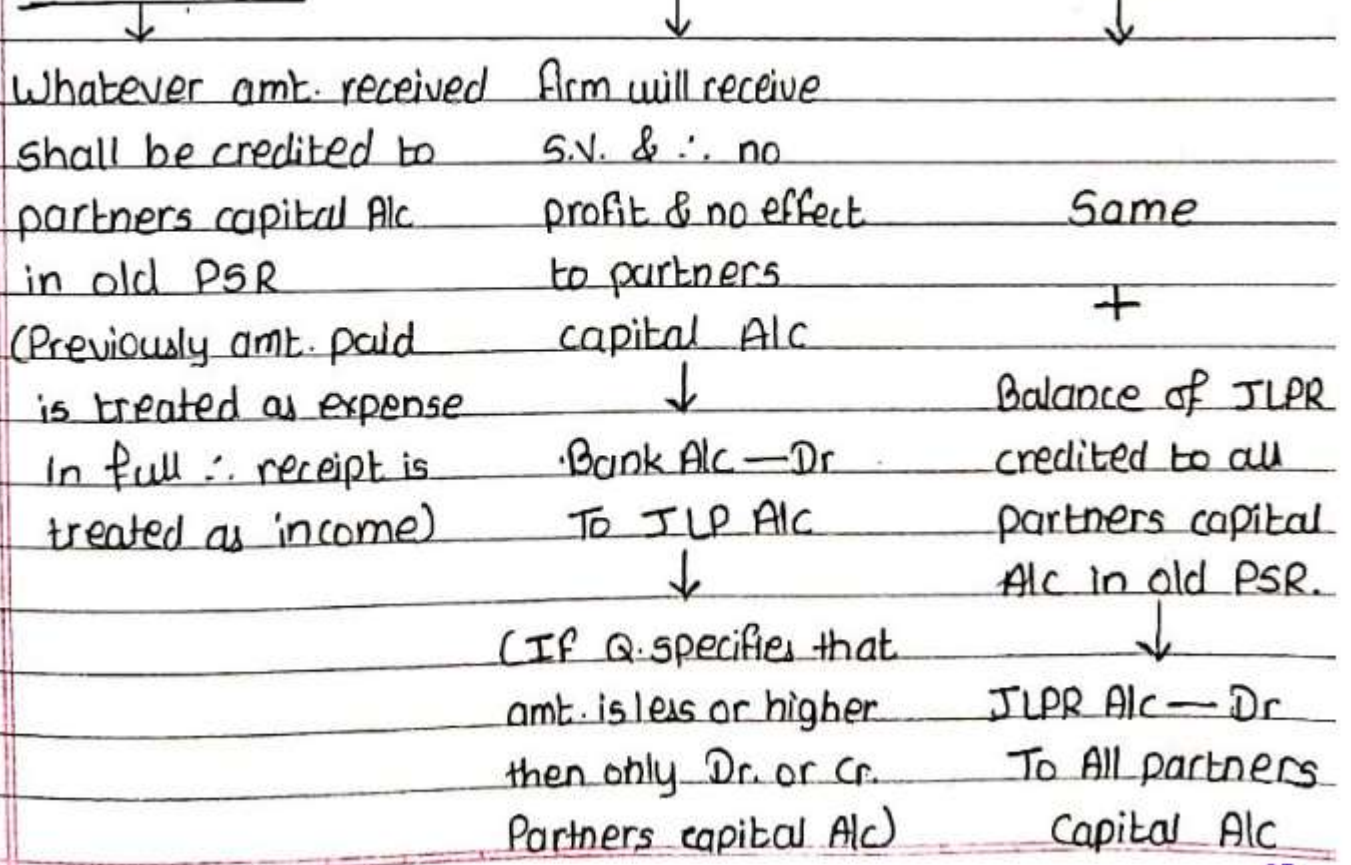 ↓
Whatever amt. received
shall be credited to
partners capital A/c
in old PSR
(Previously amt. paid
is treated as expense
in full ∴ receipt is
treated as income)
↓
Firm will receive
S.V. & ∴ no
profit & no effect
to partners
capital A/c
↓
Bank A/c — Dr
To JLP A/c
↓
(If Q. specifies that
amt. is less or higher
then only Dr. or Cr.
Partners capital A/c)
↓
Same
+
Balance of JLPR
credited to all
partners capital
A/c in old PSR.
↓
JLPR A/c — Dr
To All partners
Capital A/c